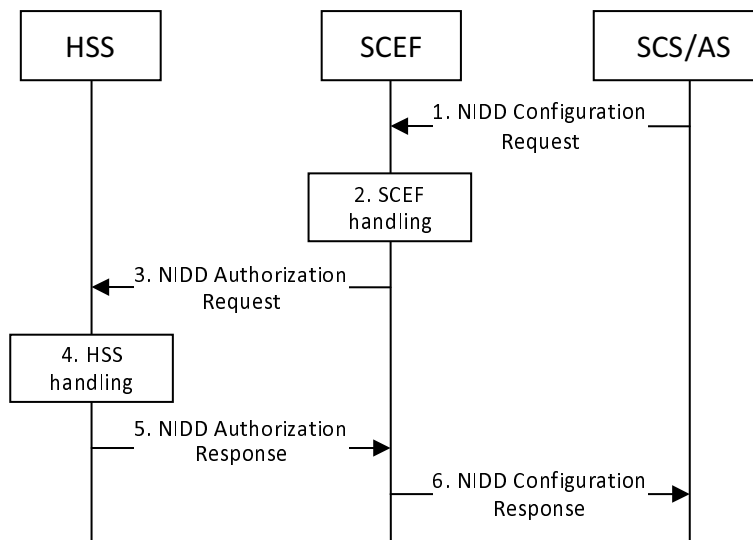 HSS
SCEF
SCS/AS
1. NIDD Configuration
Request
2. SCEF
handling
3. NIDD Authorization
Request
4. HSS
handling
5. NIDD Authorization
Response
6. NIDD Configuration
Response